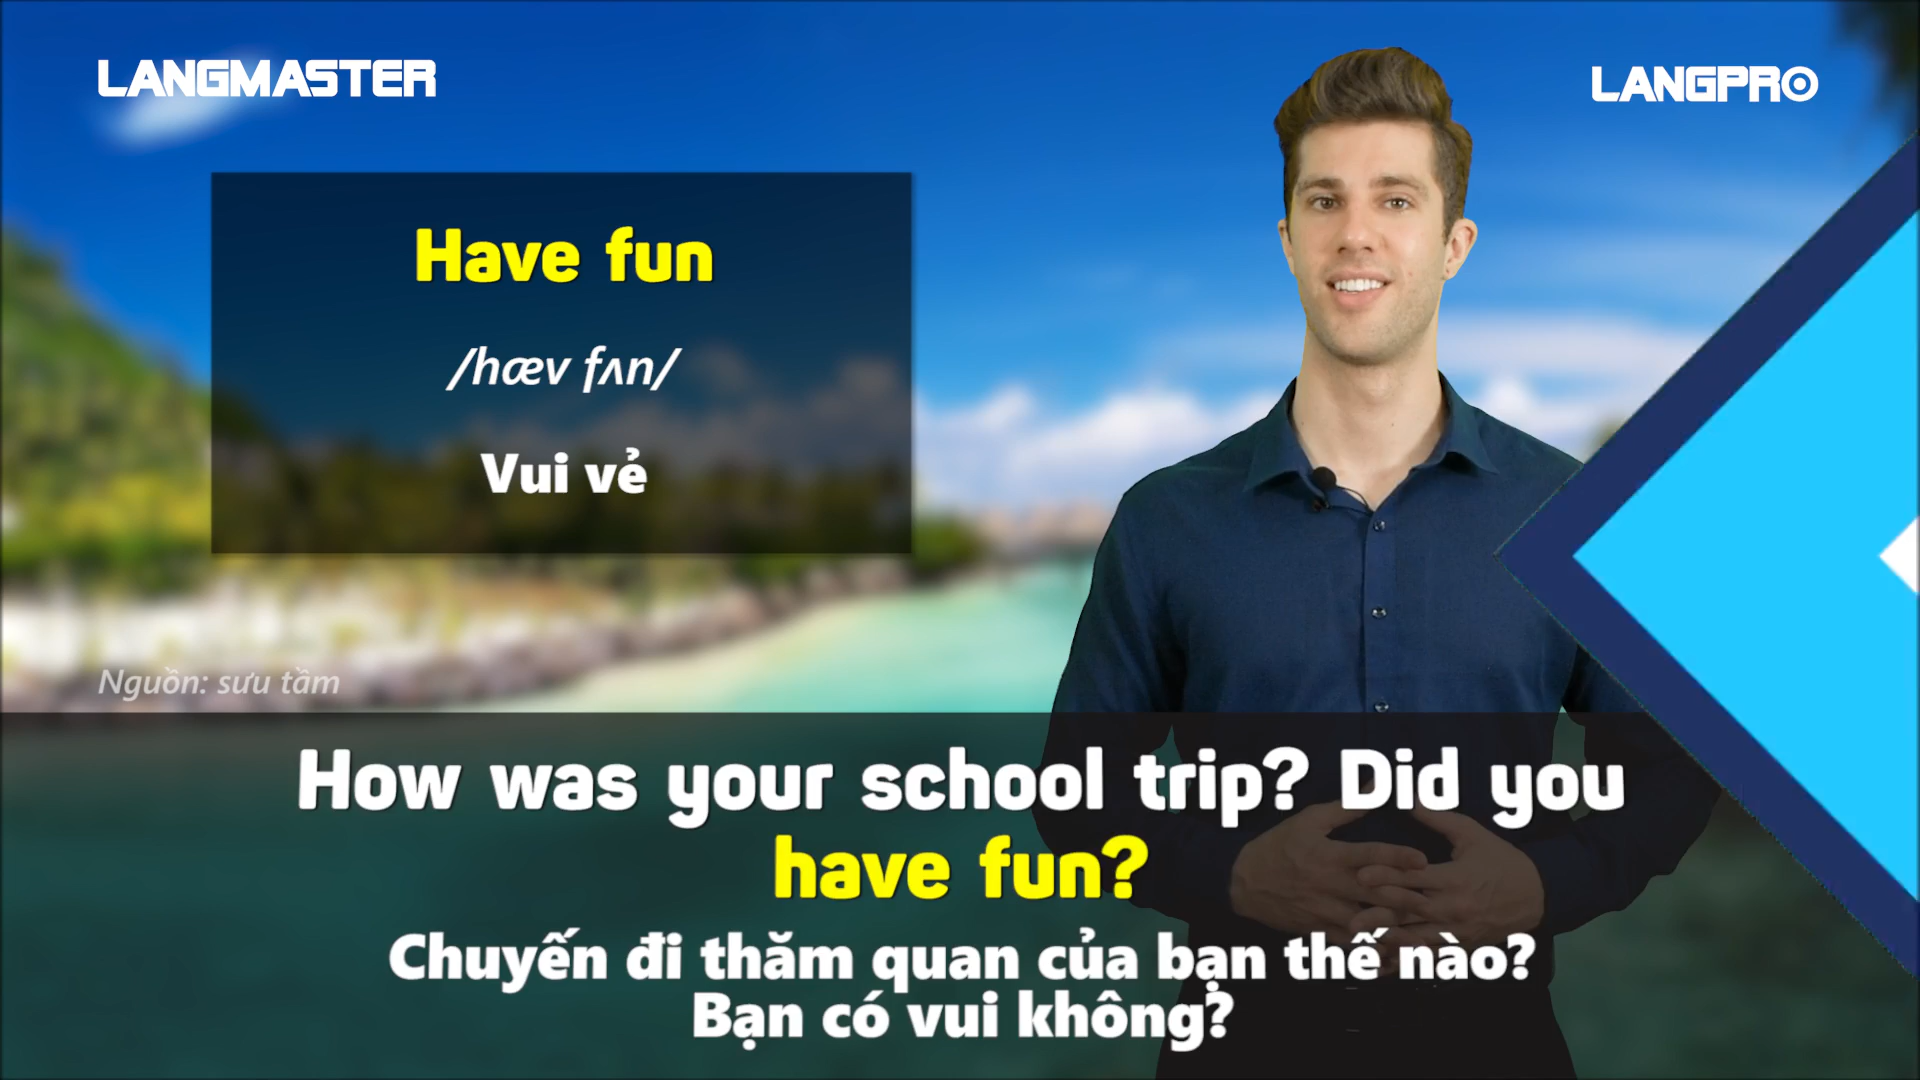 LANGMASTER
LANGPRO
Have fun
/hæv fʌn/
Vui vẻ
Nguồn: sưu tầm
How was your school trip? Did you
have fun?
Chuyến đi thăm quan của bạn thế nào?
Bạn có vui không?